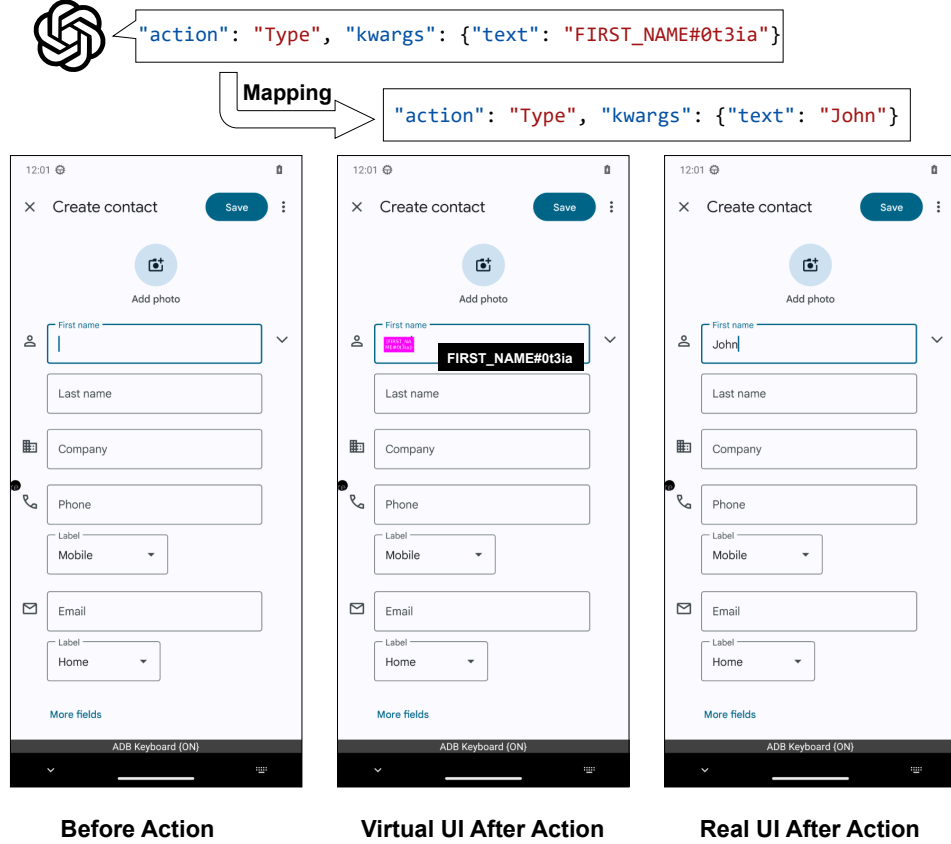 "action": "Type", "kwargs": {"text": "FIRST_NAME#0t3ia"}
Mapping
"action": "Type", "kwargs": {"text": "John"}
12:01
Create contact
Save
Add photo
First name
Last name
Company
Phone
Label
Mobile
Email
Label
Home
More fields
ADB Keyboard {ON}
Before Action
12:01
Create contact
Save
Add photo
First name
{FIRST_NA
ME#0t3ia}
FIRST_NAME#0t3ia
Last name
Company
Phone
Label
Mobile
Email
Label
Home
More fields
ADB Keyboard {ON}
Virtual UI After Action
12:01
Create contact
Save
Add photo
First name
John
Last name
Company
Phone
Label
Mobile
Email
Label
Home
More fields
ADB Keyboard {ON}
Real UI After Action